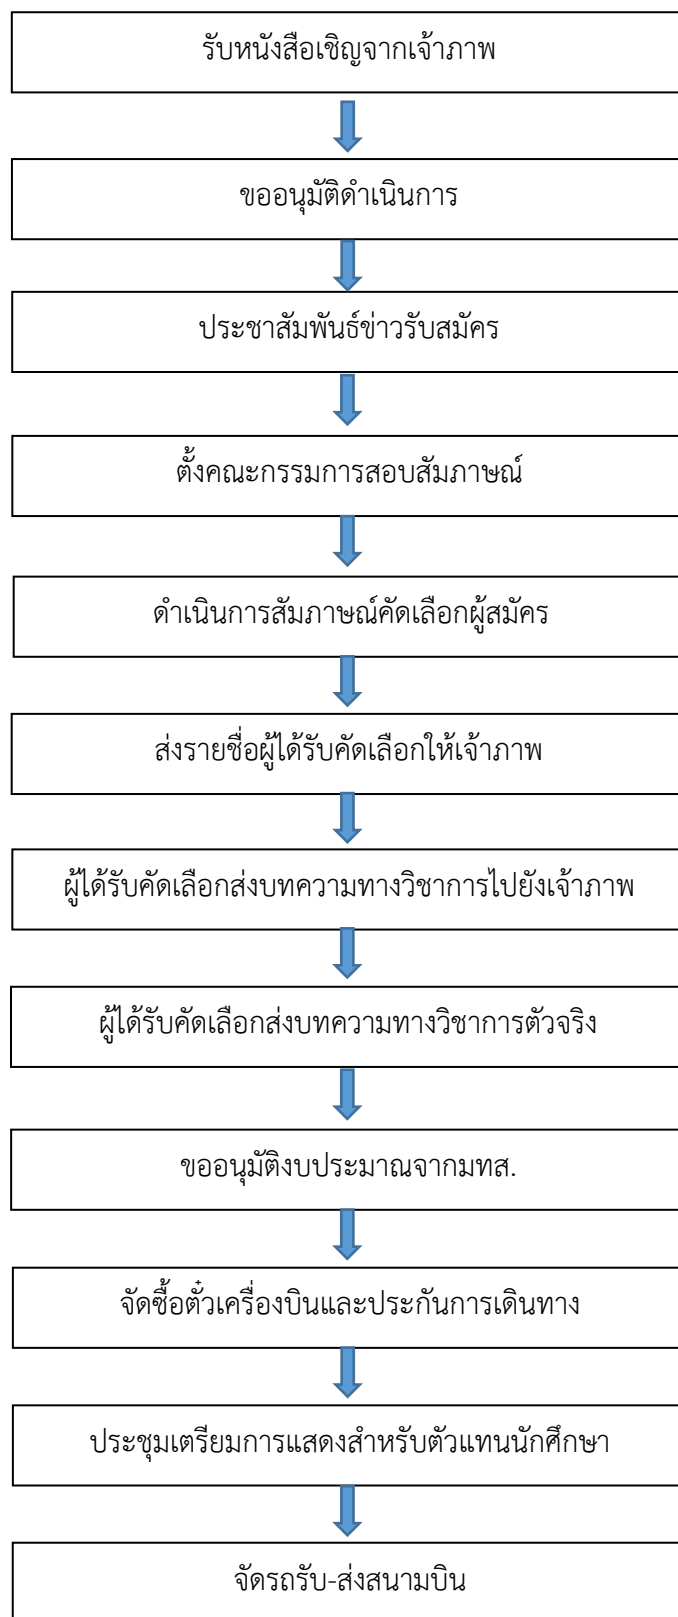 รับหนังสือเชิญจากเจ้าภาพ
ขออนุมัติดำเนินการ
ประชาสัมพันธ์ข่าวรับสมัคร
ตั้งคณะกรรมการสอบสัมภาษณ์
ดำเนินการสัมภาษณ์คัดเลือกผู้สมัคร
ส่งรายชื่อผู้ได้รับคัดเลือกให้เจ้าภาพ
ผู้ได้รับคัดเลือกส่งบทความทางวิชาการไปยังเจ้าภาพ
ผู้ได้รับคัดเลือกส่งบทความทางวิชาการตัวจริง
ขออนุมัติงบประมาณจากมทส.
จัดซื้อตั๋วเครื่องบินและประกันการเดินทาง
ประชุมเตรียมการแสดงสำหรับตัวแทนนักศึกษา
จัดรถรับ-ส่งสนามบิน